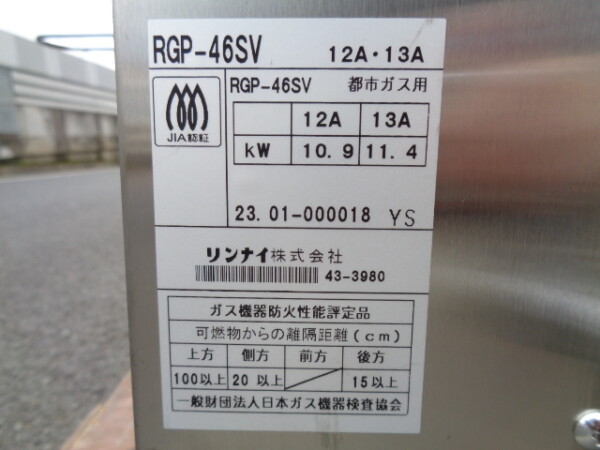 RGP-46SV 12A・13A
JIA認証
RGP-46SV 都市ガス用
12A 13A
kW 10.9 11.4
23.01-000018 YS
リンナイ株式会社
43-3980
ガス機器防火性能評定品
可燃物からの離隔距離(cm)
上方 側方 前方 後方
100以上 20以上 15以上
一般財団法人日本ガス機器検査協会